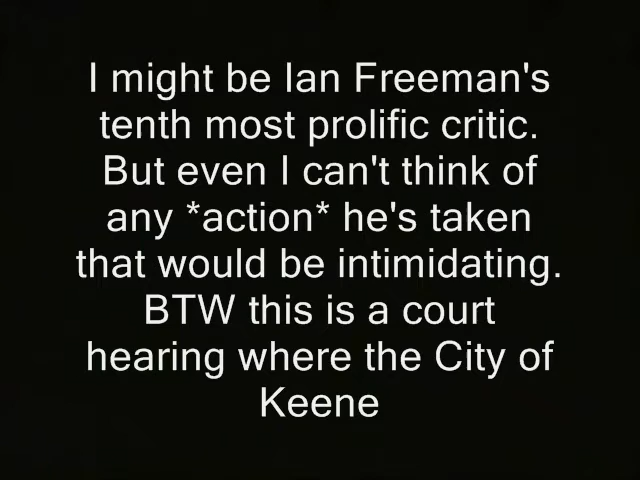 I might be Ian Freeman's
tenth most prolific critic.
But even I can't think of
any *action* he's taken
that would be intimidating.
BTW this is a court
hearing where the City of
Keene